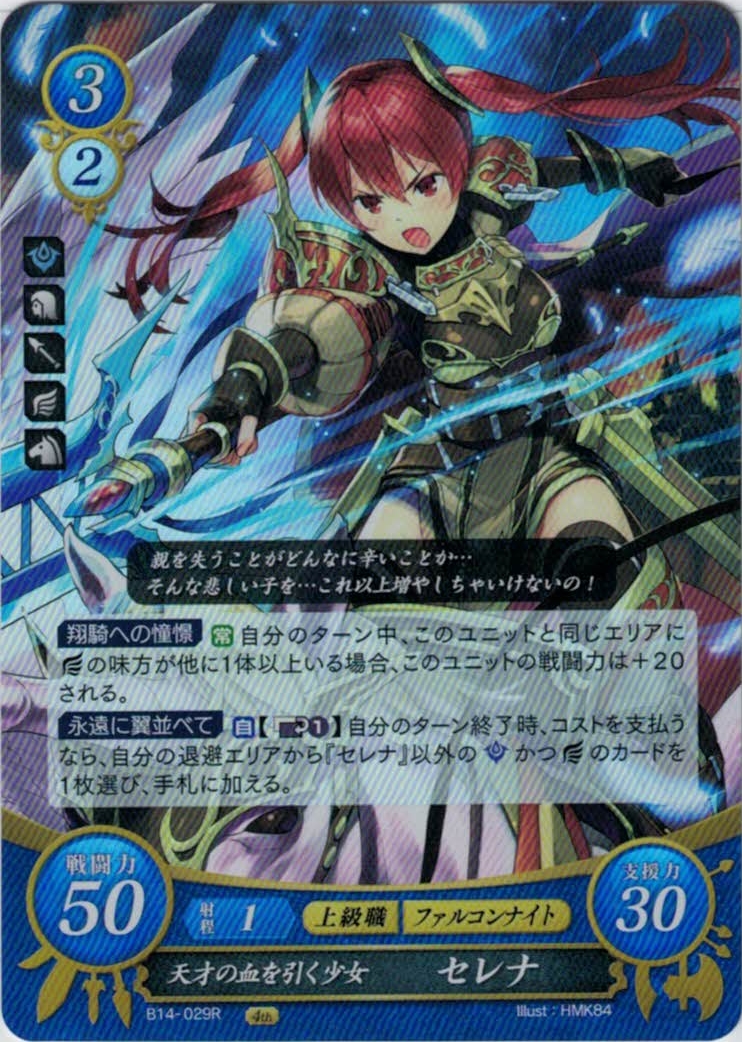 3
2
親を失うことがどんなに辛いことか…
そんな悲しい子を…これ以上増やしちゃいけないの!
翔騎への憧憬 常 自分のターン中、このユニットと同じエリアに
の味方が他に1体以上いる場合、このユニットの戦闘力は+20
される。
永遠に翼並べて 自【 1】自分のターン終了時、コストを支払う
なら、自分の退避エリアから『セレナ』以外の かつ のカードを
1枚選び、手札に加える。
戦闘力
50
射程 1
上級職 ファルコンナイト
支援力
30
天才の血を引く少女 セレナ
B14-029R 4th Illust : HMK84